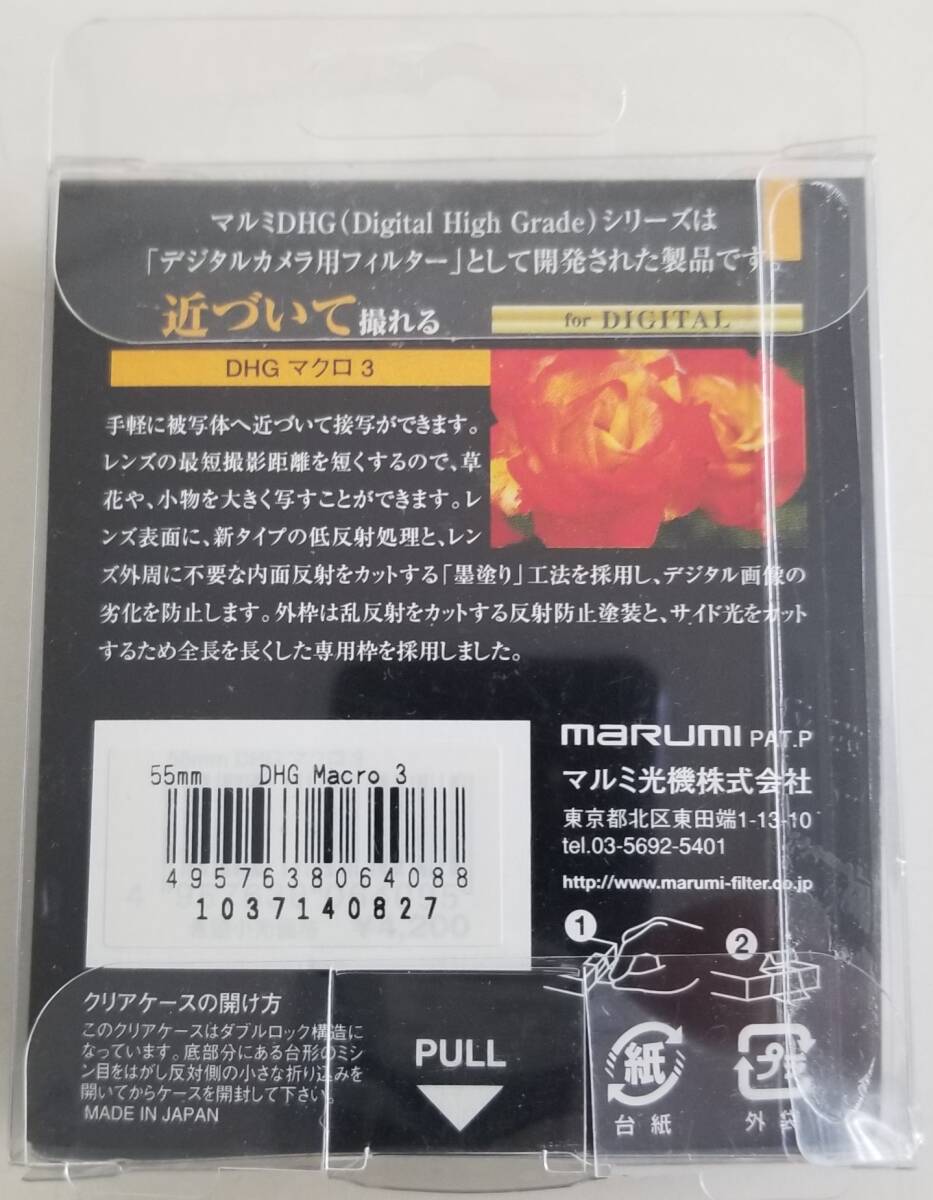 マルミDHG（Digital High Grade）シリーズは
「デジタルカメラ用フィルター」として開発された製品です。
近づいて撮れる
for DIGITAL
DHG マクロ 3
手軽に被写体へ近づいて接写ができます。
レンズの最短撮影距離を短くするので、草
花や、小物を大きく写すことができます。レ
ンズ表面に、新タイプの低反射処理と、レン
ズ外周に不要な内面反射をカットする「墨塗り」工法を採用し、デジタル画像の
劣化を防止します。外枠は乱反射をカットする反射防止塗装と、サイド光をカット
するため全長を長くした専用枠を採用しました。
55mm DHG Macro 3
4957638064088
1037140827
¥4,200
marumi PAT.P
マルミ光機株式会社
東京都北区東田端1-13-10
tel.03-5692-5401
http://www.marumi-filter.co.jp
1
2
クリアケースの開け方
このクリアケースはダブルロック構造に
なっています。底部分にある台形のミシ
ン目をはがし反対側の小さな折り込みを
開いてからケースを開封して下さい。
MADE IN JAPAN
PULL
紙
台紙
プラ
外袋